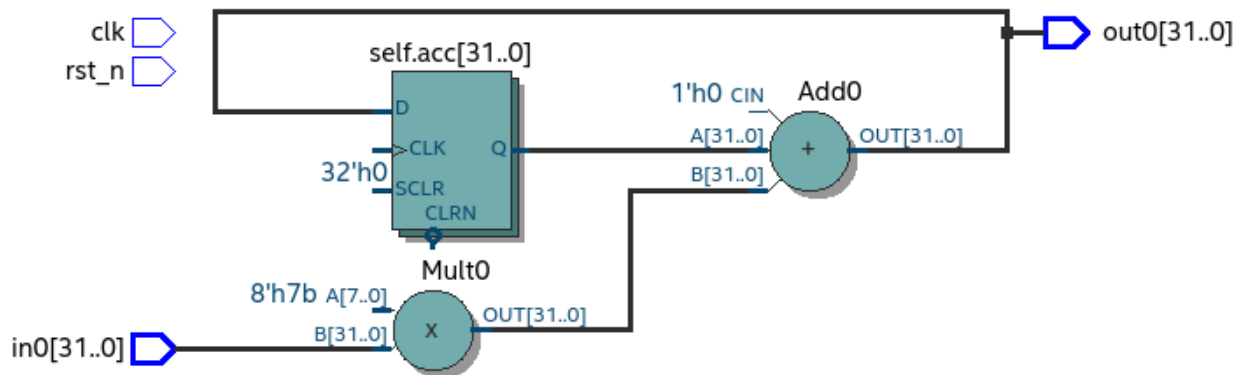 clk
rst_n
self.acc[31..0]
D
CLK
Q
32'h0
SCLR
CLRN
1'h0 CIN
Add0
A[31..0]
B[31..0]
+
OUT[31..0]
out0[31..0]
Mult0
8'h7b A[7..0]
B[31..0]
x
OUT[31..0]
in0[31..0]